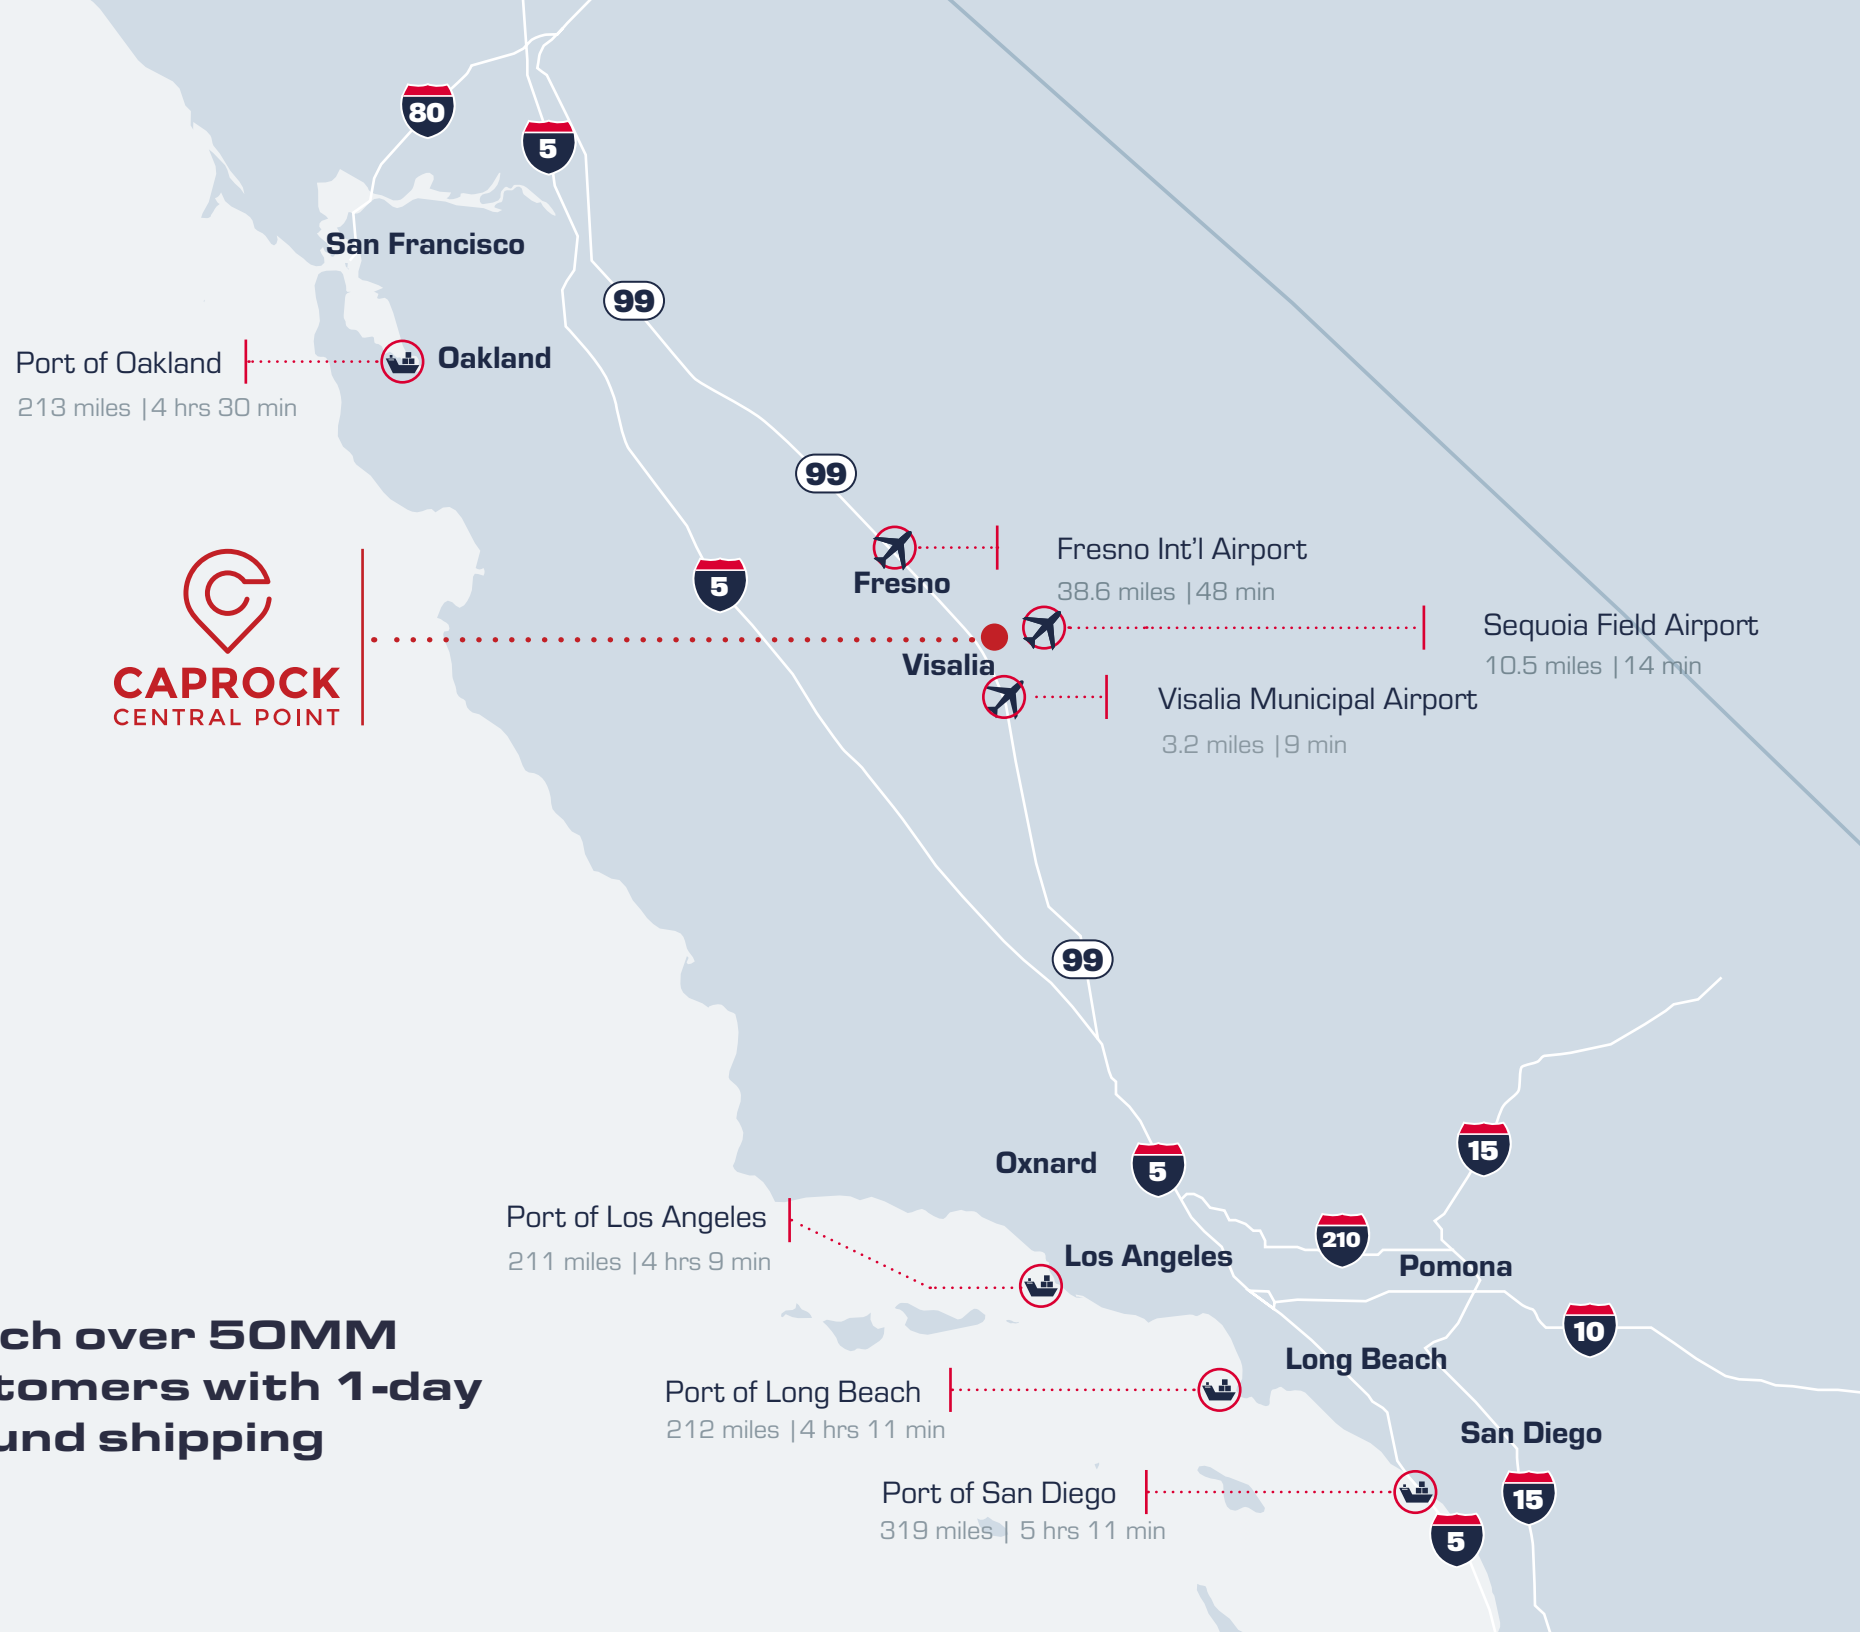 80
5
San Francisco
99
Port of Oakland
Oakland
213 miles |4 hrs 30 min
99
Fresno Int'l Airport
38.6 miles |48 min
Fresno
5
Sequoia Field Airport
10.5 miles |14 min
CAPROCK
CENTRAL POINT
Visalia
Visalia Municipal Airport
3.2 miles |9 min
99
Oxnard
5
15
Port of Los Angeles
211 miles |4 hrs 9 min
Los Angeles
210
Pomona
10
ch over 50MM
tomers with 1-day
und shipping
Long Beach
Port of Long Beach
212 miles |4 hrs 11 min
San Diego
Port of San Diego
319 miles | 5 hrs 11 min
15
5